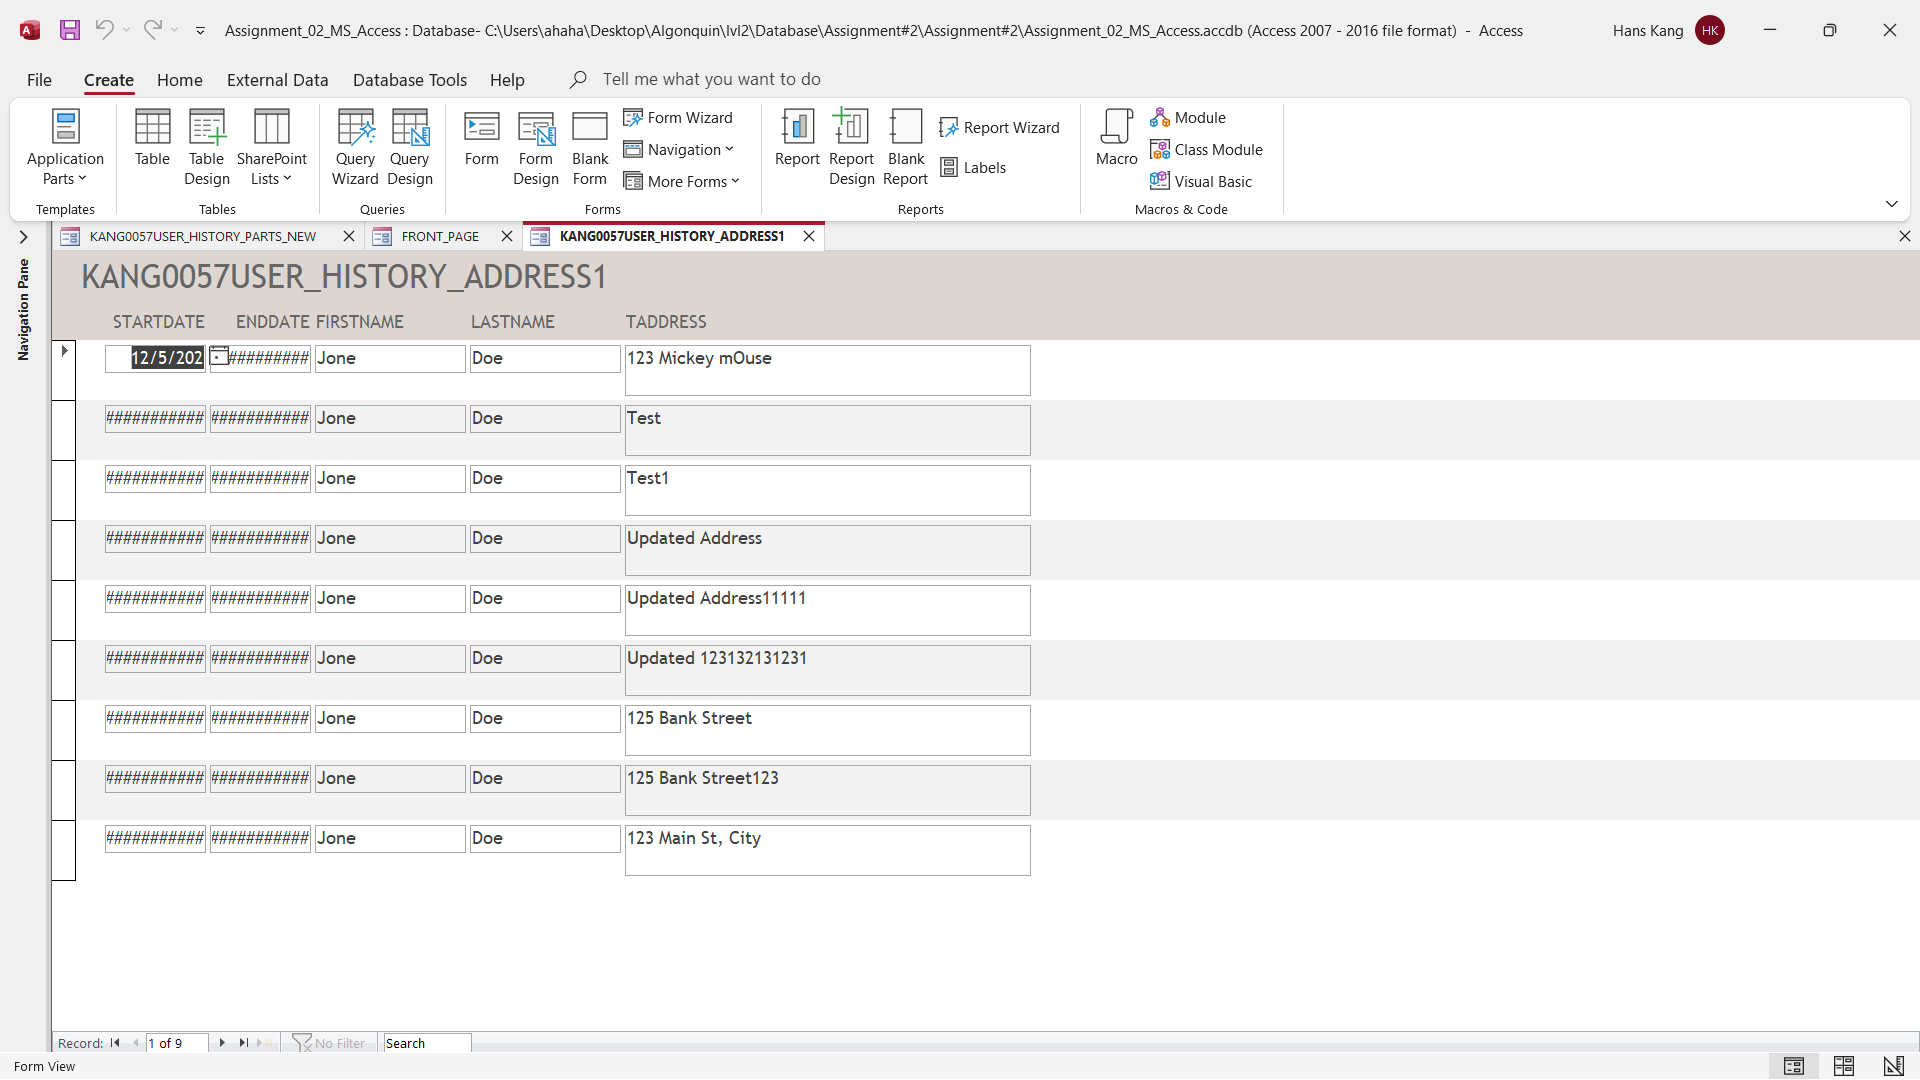 Assignment_02_MS_Access : Database- C:\Users\ahaha\Desktop\Algonquin\lvl2\Database\Assignment#2\Assignment#2\Assignment_02_MS_Access.accdb (Access 2007 - 2016 file format) - Access
Hans Kang HK
File Create Home External Data Database Tools Help Tell me what you want to do
Application Parts
Templates
Table
Table Design
SharePoint Lists
Tables
Query Wizard
Query Design
Queries
Form
Form Design
Blank Form
Form Wizard
Navigation
More Forms
Forms
Report
Report Design
Blank Report
Report Wizard
Labels
Reports
Macro
Module
Class Module
Visual Basic
Macros & Code
Navigation Pane
KANG0057USER_HISTORY_PARTS_NEW FRONT_PAGE KANG0057USER_HISTORY_ADDRESS1
KANG0057USER_HISTORY_ADDRESS1
STARTDATE ENDDATE FIRSTNAME LASTNAME TADDRESS
12/5/202 ######### Jone Doe 123 Mickey mOuse
########### ########### Jone Doe Test
########### ########### Jone Doe Test1
########### ########### Jone Doe Updated Address
########### ########### Jone Doe Updated Address11111
########### ########### Jone Doe Updated 123132131231
########### ########### Jone Doe 125 Bank Street
########### ########### Jone Doe 125 Bank Street123
########### ########### Jone Doe 123 Main St, City
Record: 1 of 9 No Filter Search
Form View